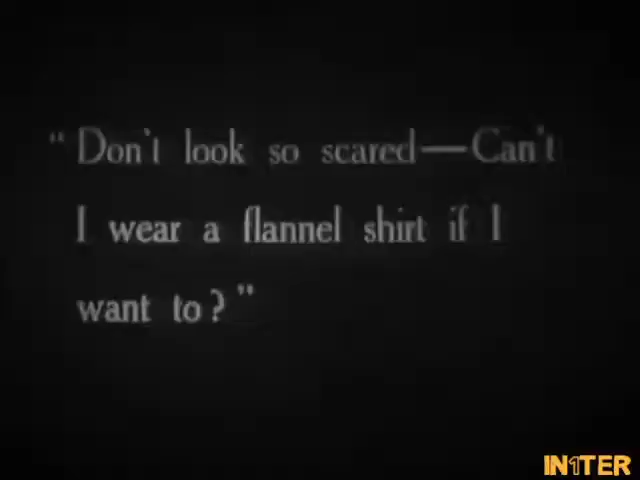 "Don't look so scared—Can't
I wear a flannel shirt if I
want to?"
IN1TER